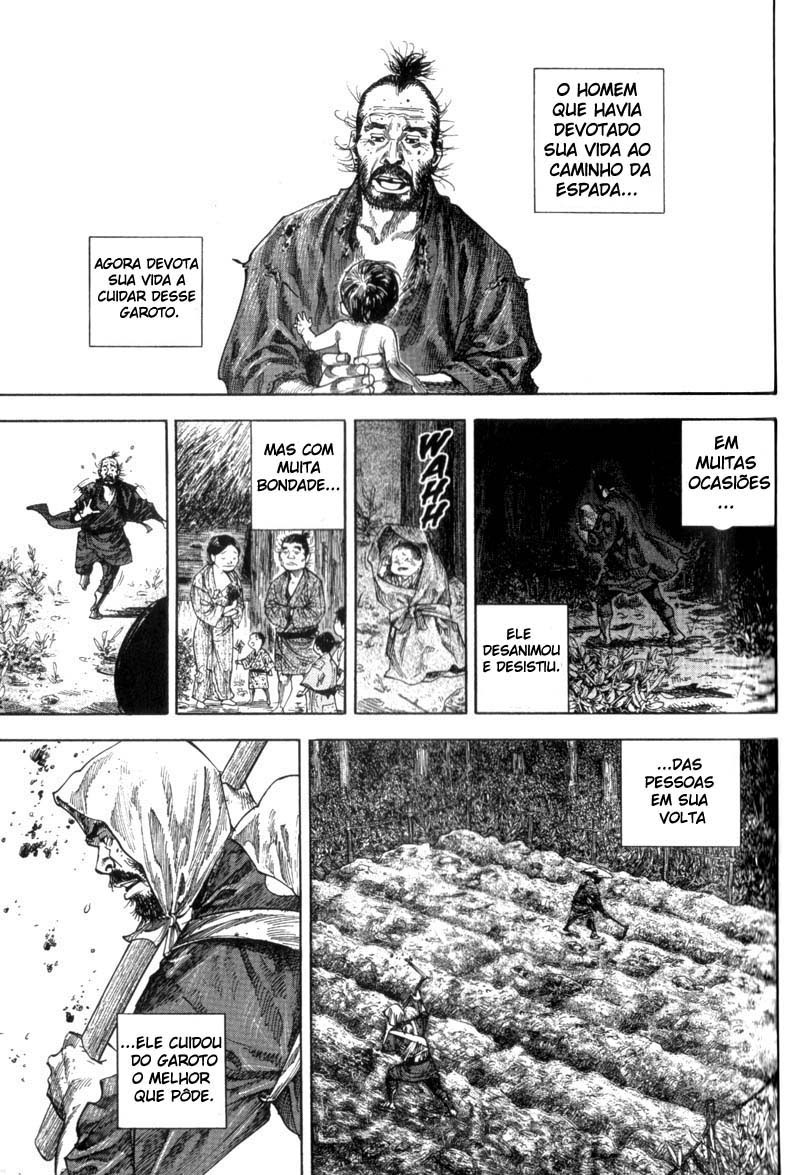 O HOMEM
QUE HAVIA
DEVOTADO
SUA VIDA AO
CAMINHO DA
ESPADA...
AGORA DEVOTA
SUA VIDA A
CUIDAR DESSE
GAROTO.
EM
MUITAS
OCASIÕES
...
ELE
DESANIMOU
E DESISTIU.
WAHH
MAS COM
MUITA
BONDADE...
...DAS
PESSOAS
EM SUA
VOLTA
...ELE CUIDOU
DO GAROTO
O MELHOR
QUE PÔDE.